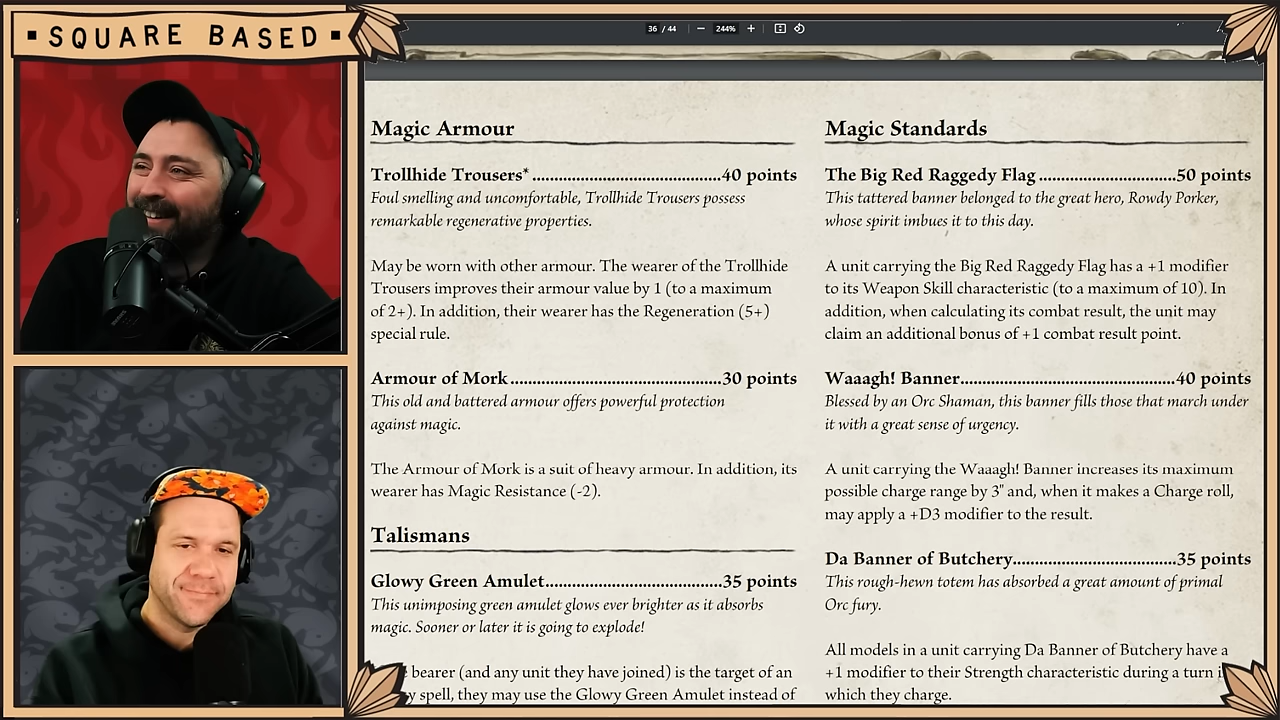 SQUARE BASED
36 / 44
244%
Magic Armour
Trollhide Trousers* ..........................................40 points
Foul smelling and uncomfortable, Trollhide Trousers possess
remarkable regenerative properties.
May be worn with other armour. The wearer of the Trollhide
Trousers improves their armour value by 1 (to a maximum
of 2+). In addition, their wearer has the Regeneration (5+)
special rule.
Armour of Mork...............................................30 points
This old and battered armour offers powerful protection
against magic.
The Armour of Mork is a suit of heavy armour. In addition, its
wearer has Magic Resistance (-2).
Talismans
Glowy Green Amulet.......................................35 points
This unimposing green amulet glows ever brighter as it absorbs
magic. Sooner or later it is going to explode!
bearer (and any unit they have joined) is the target of an
spell, they may use the Glowy Green Amulet instead of
Magic Standards
The Big Red Raggedy Flag ..............................50 points
This tattered banner belonged to the great hero, Rowdy Porker,
whose spirit imbues it to this day.
A unit carrying the Big Red Raggedy Flag has a +1 modifier
to its Weapon Skill characteristic (to a maximum of 10). In
addition, when calculating its combat result, the unit may
claim an additional bonus of +1 combat result point.
Waaagh! Banner...............................................40 points
Blessed by an Orc Shaman, this banner fills those that march under
it with a great sense of urgency.
A unit carrying the Waaagh! Banner increases its maximum
possible charge range by 3" and, when it makes a Charge roll,
may apply a +D3 modifier to the result.
Da Banner of Butchery....................................35 points
This rough-hewn totem has absorbed a great amount of primal
Orc fury.
All models in a unit carrying Da Banner of Butchery have a
+1 modifier to their Strength characteristic during a turn
which they charge.